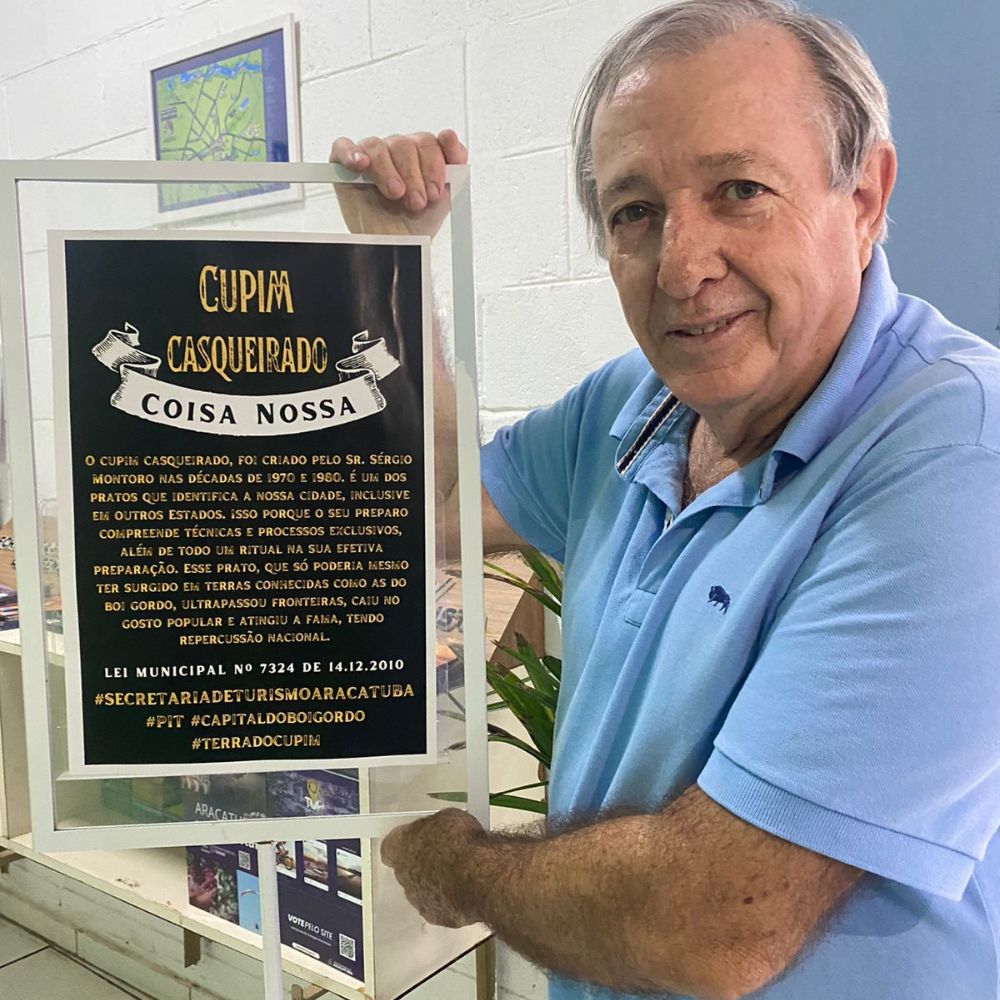 CUPIM
CASQUEIRADO
COISA NOSSA
O CUPIM CASQUEIRADO, FOI CRIADO PELO SR. SÉRGIO
MONTORO NAS DÉCADAS DE 1970 E 1980. É UM DOS
PRATOS QUE IDENTIFICA A NOSSA CIDADE, INCLUSIVE
EM OUTROS ESTADOS. ISSO PORQUE O SEU PREPARO
COMPREENDE TÉCNICAS E PROCESSOS EXCLUSIVOS,
ALÉM DE TODO UM RITUAL NA SUA EFETIVA
PREPARAÇÃO. ESSE PRATO, QUE SÓ PODERIA MESMO
TER SURGIDO EM TERRAS CONHECIDAS COMO AS DO
BOI GORDO, ULTRAPASSOU FRONTEIRAS, CAIU NO
GOSTO POPULAR E ATINGIU A FAMA, TENDO
REPERCUSSÃO NACIONAL.
LEI MUNICIPAL Nº 7324 DE 14.12.2010
#SECRETARIADETURISMOARACATUBA
#PIT #CAPITALDOBOIGORDO
#TERRADOCUPIM
VOTE PELO SITE